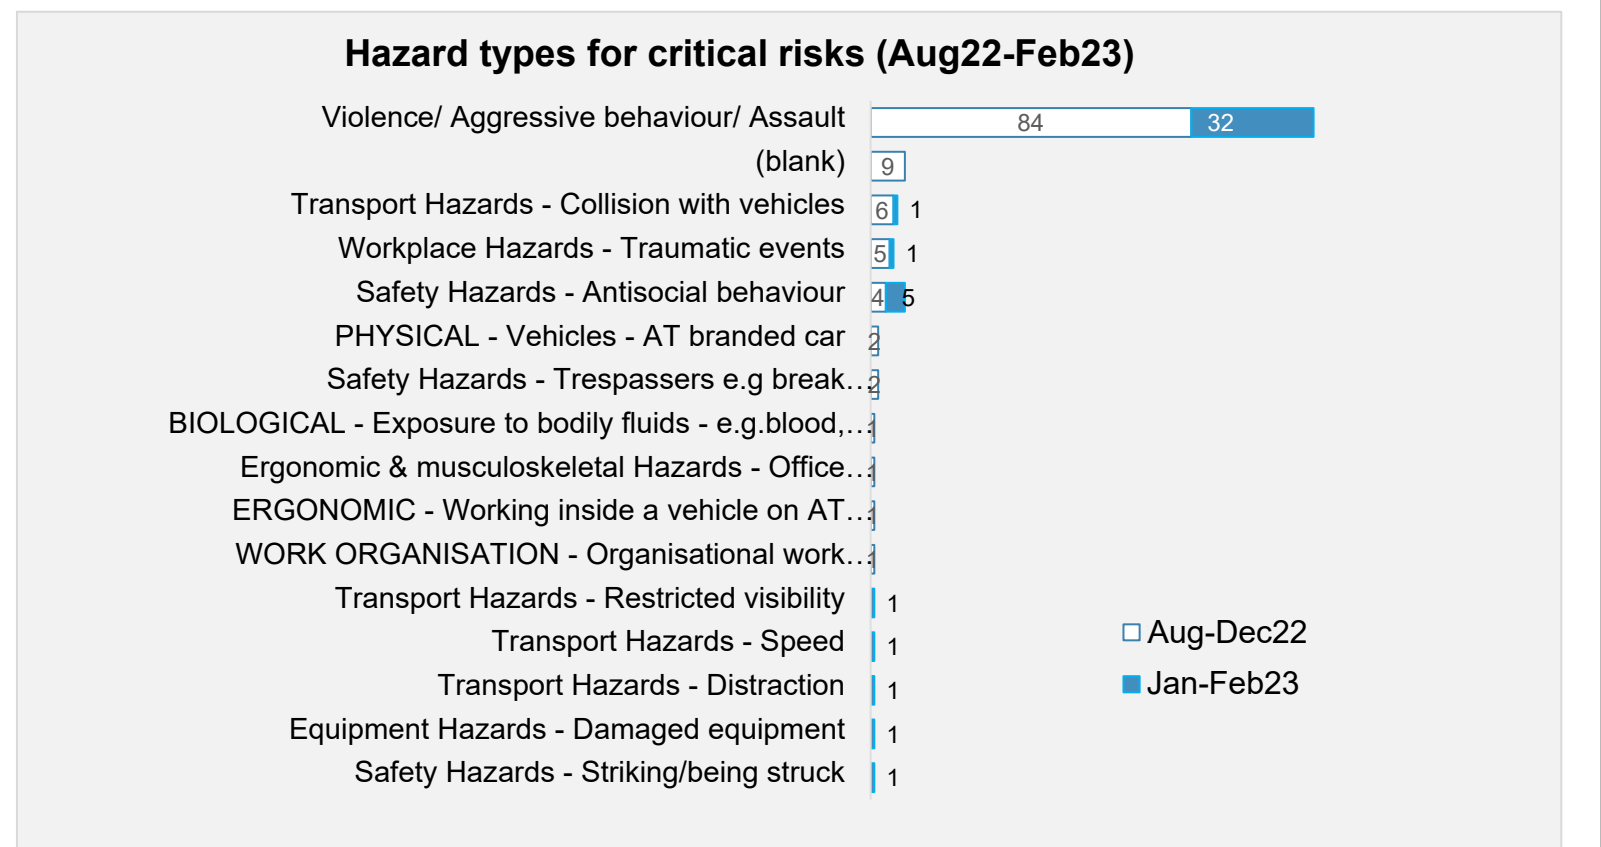 Hazard types for critical risks (Aug22-Feb23)
Violence/ Aggressive behaviour/ Assault 84 32
(blank) 9
Transport Hazards - Collision with vehicles 6 1
Workplace Hazards - Traumatic events 5 1
Safety Hazards - Antisocial behaviour 4 5
PHYSICAL - Vehicles - AT branded car 2
Safety Hazards - Trespassers e.g break… 2
BIOLOGICAL - Exposure to bodily fluids - e.g.blood,… 1
Ergonomic & musculoskeletal Hazards - Office… 1
ERGONOMIC - Working inside a vehicle on AT… 1
WORK ORGANISATION - Organisational work… 1
Transport Hazards - Restricted visibility 1
Transport Hazards - Speed 1
Transport Hazards - Distraction 1
Equipment Hazards - Damaged equipment 1
Safety Hazards - Striking/being struck 1
Aug-Dec22
Jan-Feb23